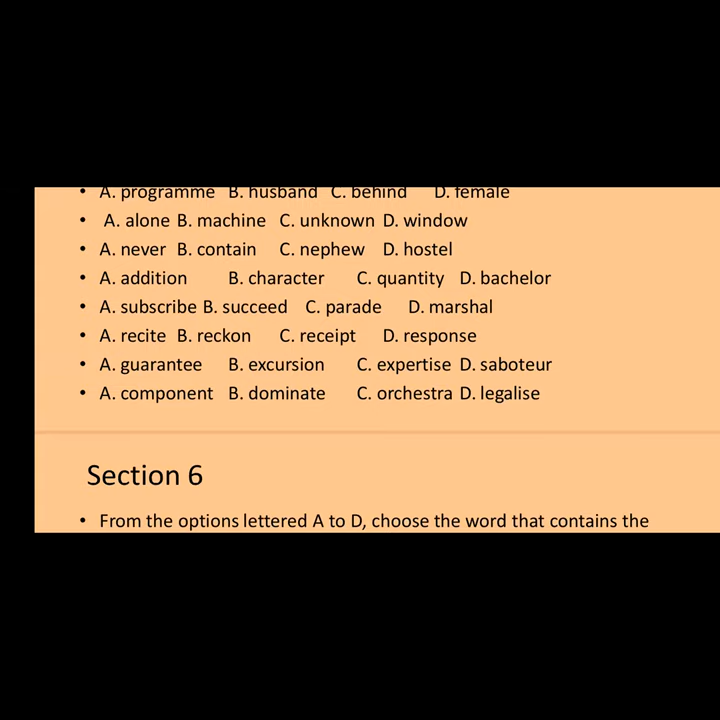 • A. programme B. husband C. behind D. female
• A. alone B. machine C. unknown D. window
• A. never B. contain C. nephew D. hostel
• A. addition B. character C. quantity D. bachelor
• A. subscribe B. succeed C. parade D. marshal
• A. recite B. reckon C. receipt D. response
• A. guarantee B. excursion C. expertise D. saboteur
• A. component B. dominate C. orchestra D. legalise
Section 6
• From the options lettered A to D, choose the word that contains the